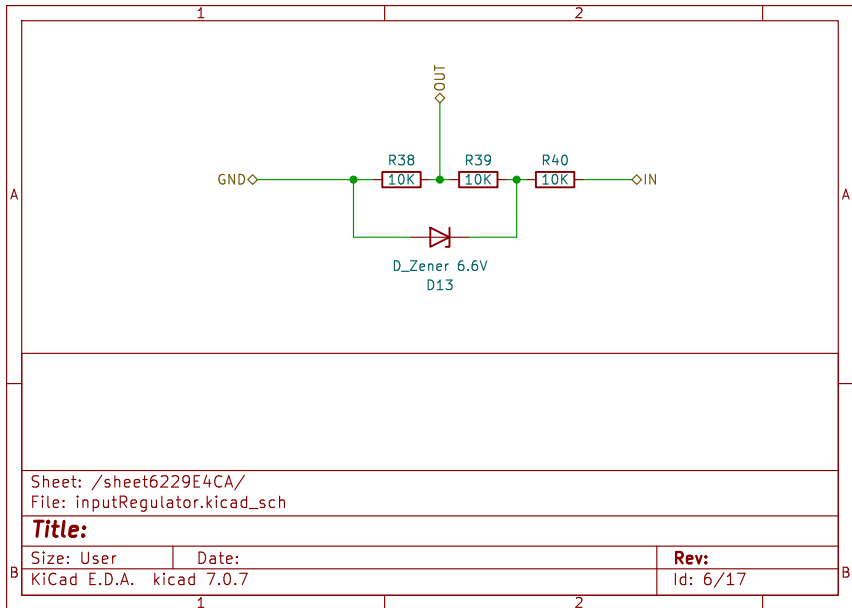 1 2
OUT
R38 R39 R40
GND 10K 10K 10K IN
A A
D_Zener 6.6V
D13
Sheet: /sheet6229E4CA/
File: inputRegulator.kicad_sch
Title:
Size: User Date: Rev:
B KiCad E.D.A. kicad 7.0.7 Id: 6/17 B
1 2